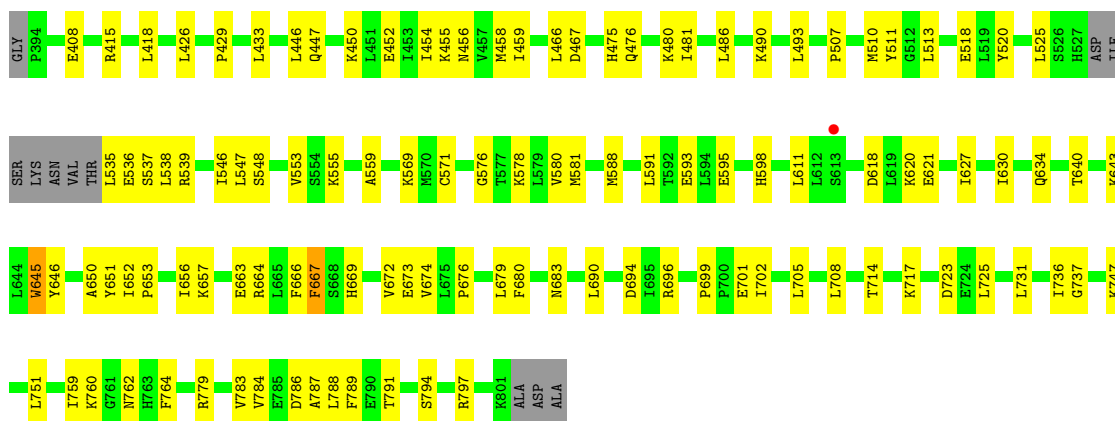 GLY P394 E408 R415 L418 L426 P429 L433 L446 Q447 K450 L451 E452 I453 I454 K455 N456 V457 M458 I459 L466 D467 H475 Q476 K480 I481 L486 K490 L493 P507 M510 Y511 G512 L513 E518 L519 Y520 L525 S526 H527 ASP ILE
SER LYS ASN VAL THR L535 E536 S537 L538 R539 I546 L547 S548 V553 S554 K555 A559 K569 M570 C571 G576 T577 K578 L579 V580 M581 M588 L591 T592 E593 L594 E595 H598 L611 L612 S613 D618 L619 K620 E621 I627 I630 Q634 T640 K643
L644 W645 Y646 A650 Y651 I652 P653 I656 K657 E663 R664 L665 F666 F667 S668 H669 V672 E673 V674 L675 P676 L679 F680 N683 L690 D694 I695 R696 P699 P700 E701 I702 L705 L708 T714 K717 D723 E724 L725 L731 I736 G737 K747
L751 I759 K760 G761 N762 H763 F764 R779 V783 V784 E785 D786 A787 L788 F789 E790 T791 S794 R797 K801 ALA ASP ALA